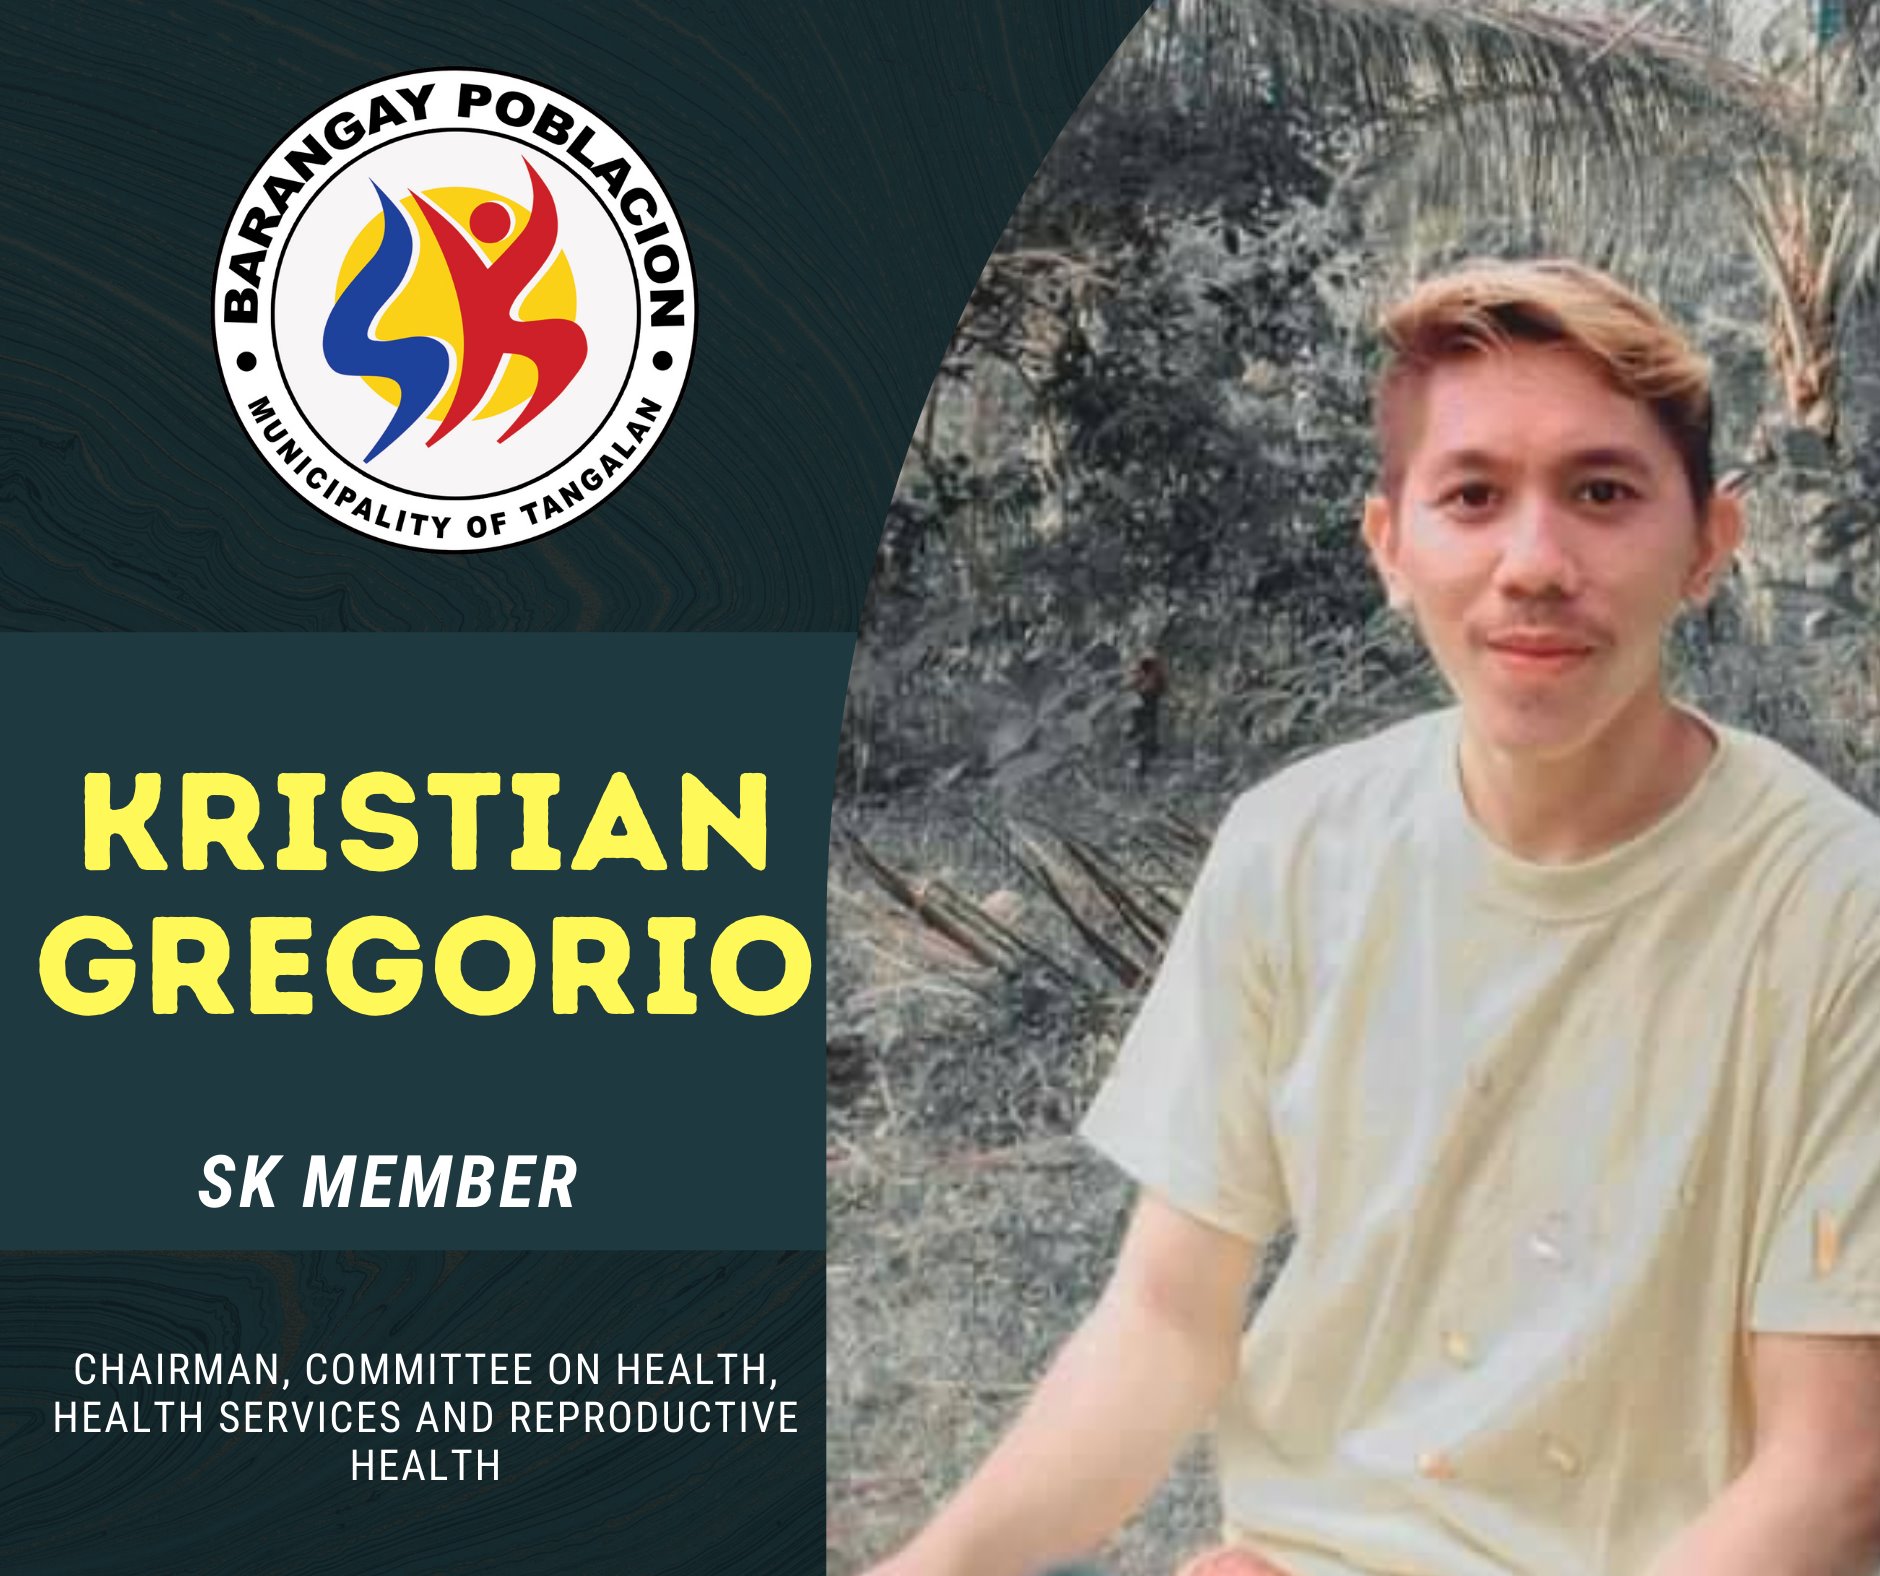 BARANGAY POBLACION
MUNICIPALITY OF TANGALAN
KRISTIAN
GREGORIO
SK MEMBER
CHAIRMAN, COMMITTEE ON HEALTH,
HEALTH SERVICES AND REPRODUCTIVE
HEALTH